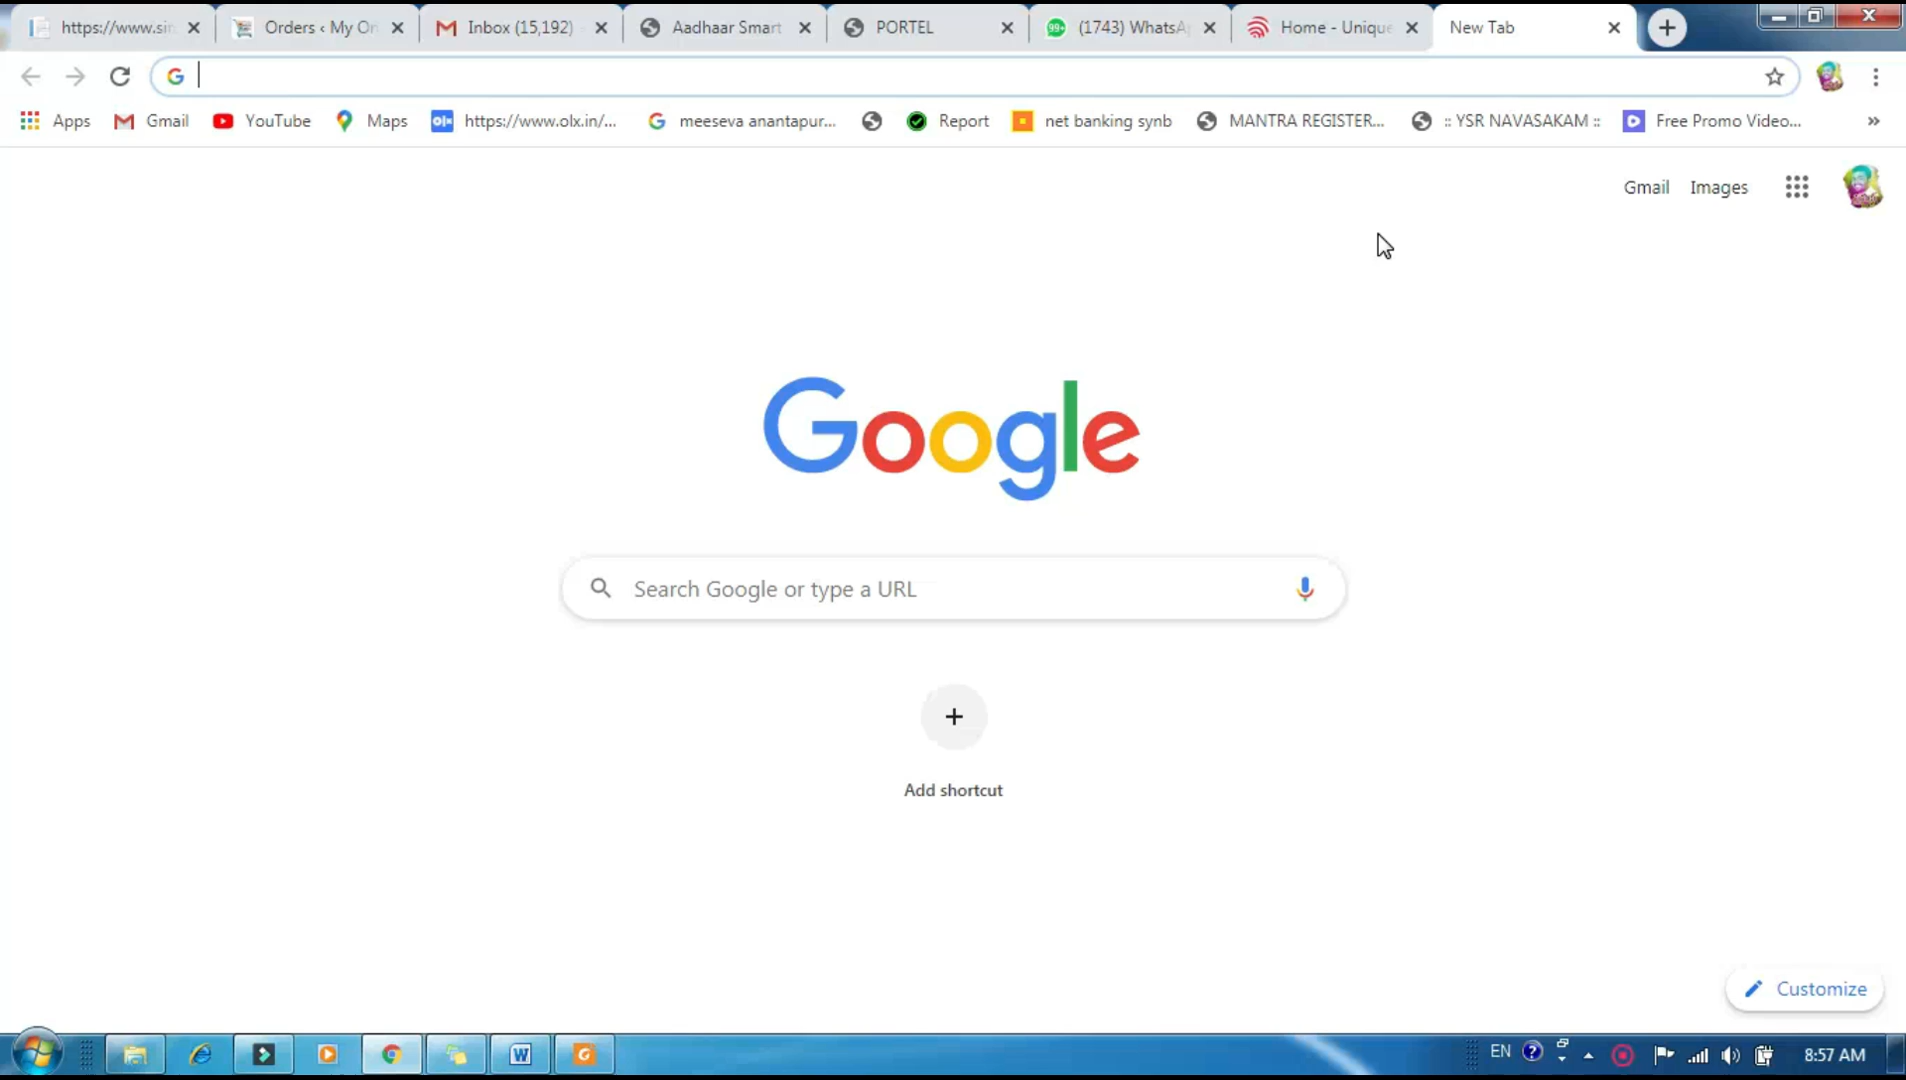 https://www.sin
Orders ‹ My Or
Inbox (15,192)
Aadhaar Smart
PORTEL
99+
(1743) WhatsA
Home - Unique
New Tab
Apps
Gmail
YouTube
Maps
olx
https://www.olx.in/...
meeseva anantapur...
Report
net banking synb
MANTRA REGISTER...
:: YSR NAVASAKAM ::
Free Promo Video...
»
Gmail
Images
Google
Search Google or type a URL
Add shortcut
Customize
EN
8:57 AM